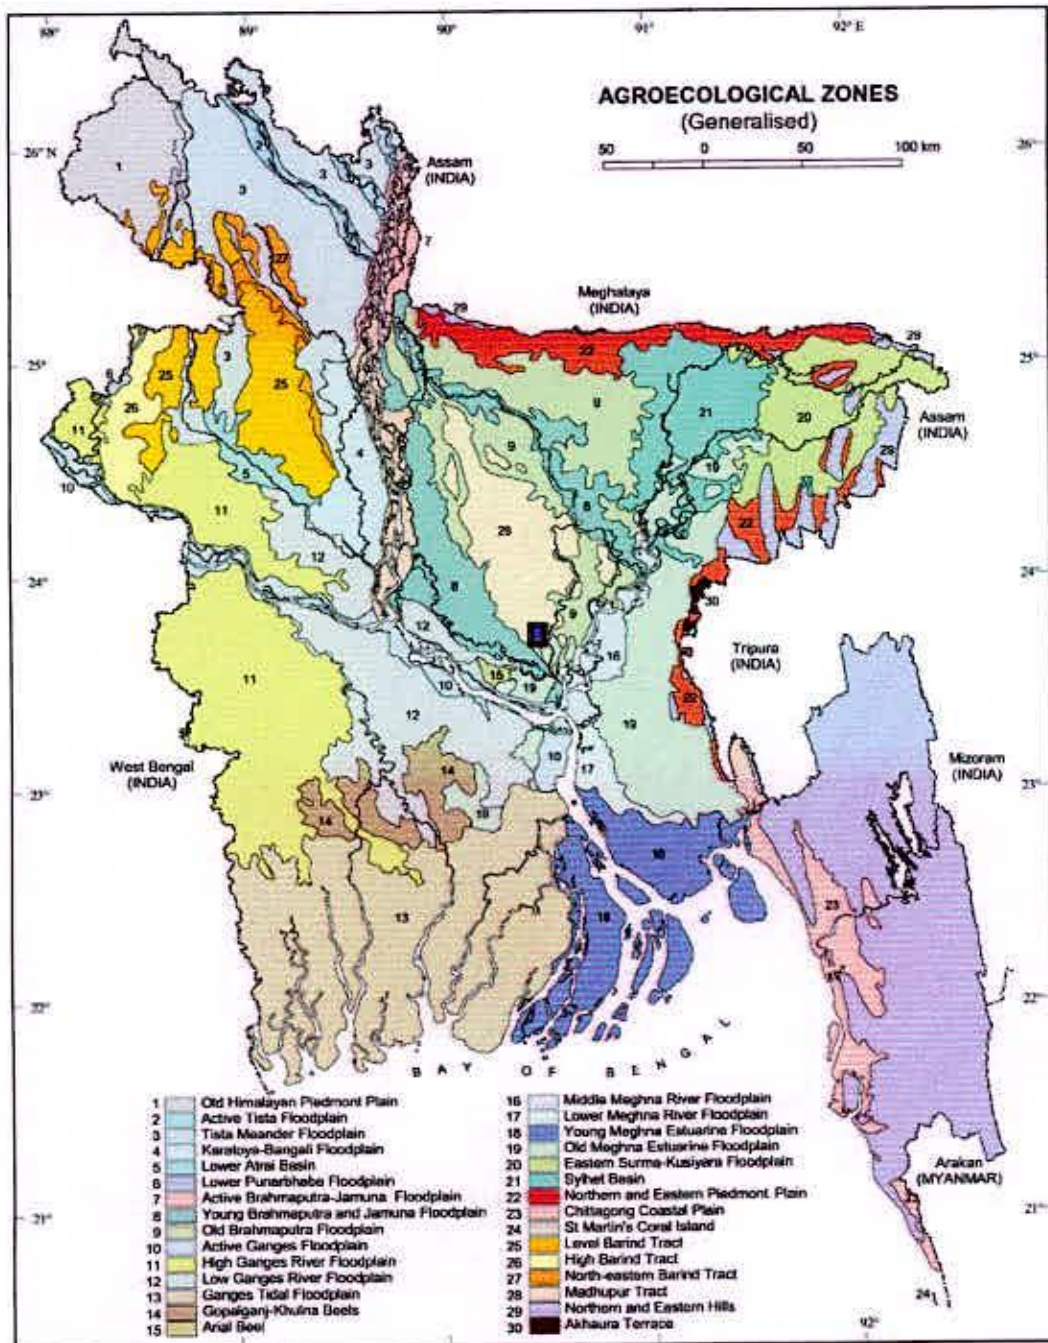 88° 89° 90° 91° 92° E
AGROECOLOGICAL ZONES
(Generalised)
50 0 50 100 km
26° N
26°
Assam
(INDIA)
Meghalaya
(INDIA)
25°
25°
Assam
(INDIA)
24°
24°
Tripura
(INDIA)
West Bengal
(INDIA)
Mizoram
(INDIA)
23°
23°
22°
22°
BAY OF BENGAL
Arakan
(MYANMAR)
21°
21°
92°
1 Old Himalayan Piedmont Plain
2 Active Tista Floodplain
3 Tista Meander Floodplain
4 Karatoya-Bangali Floodplain
5 Lower Atrai Basin
6 Lower Punarbhaba Floodplain
7 Active Brahmaputra-Jamuna Floodplain
8 Young Brahmaputra and Jamuna Floodplain
9 Old Brahmaputra Floodplain
10 Active Ganges Floodplain
11 High Ganges River Floodplain
12 Low Ganges River Floodplain
13 Ganges Tidal Floodplain
14 Gopalganj-Khulna Beels
15 Arial Beel
16 Middle Meghna River Floodplain
17 Lower Meghna River Floodplain
18 Young Meghna Estuarine Floodplain
19 Old Meghna Estuarine Floodplain
20 Eastern Surma-Kusiyara Floodplain
21 Sylhet Basin
22 Northern and Eastern Piedmont Plain
23 Chittagong Coastal Plain
24 St Martin's Coral Island
25 Level Barind Tract
26 High Barind Tract
27 North-eastern Barind Tract
28 Madhupur Tract
29 Northern and Eastern Hills
30 Akhaura Terrace